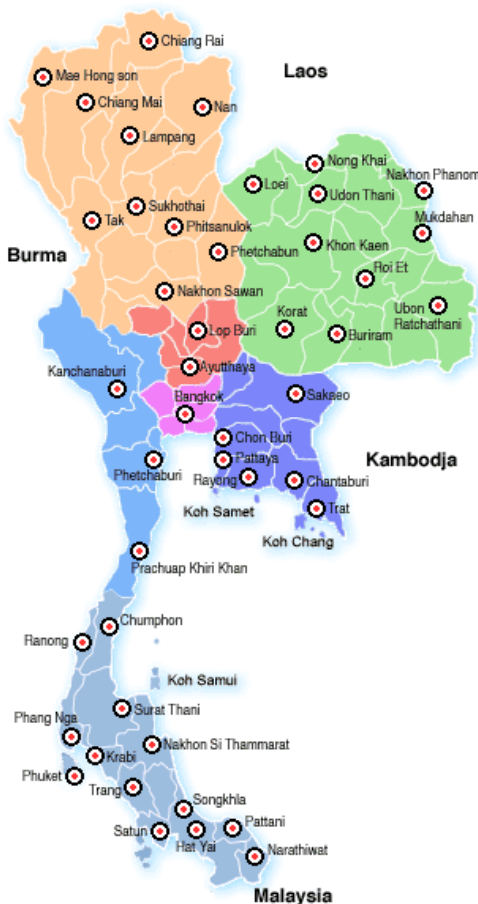 Chiang Rai
Mae Hong son
Laos
Chiang Mai
Nan
Lampang
Nong Khai
Nakhon Phanom
Loei
Udon Thani
Sukhothai
Tak
Phitsanulok
Mukdahan
Burma
Phetchabun
Khon Kaen
Roi Et
Nakhon Sawan
Korat
Ubon
Ratchathani
Lop Buri
Buriram
Kanchanaburi
Ayutthaya
Bangkok
Sakaeo
Chon Buri
Phetchaburi
Pattaya
Kambodja
Rayong
Chantaburi
Koh Samet
Trat
Koh Chang
Prachuap Khiri Khan
Chumphon
Ranong
Koh Samui
Surat Thani
Phang Nga
Nakhon Si Thammarat
Krabi
Phuket
Trang
Songkhla
Satun
Pattani
Hat Yai
Narathiwat
Malaysia